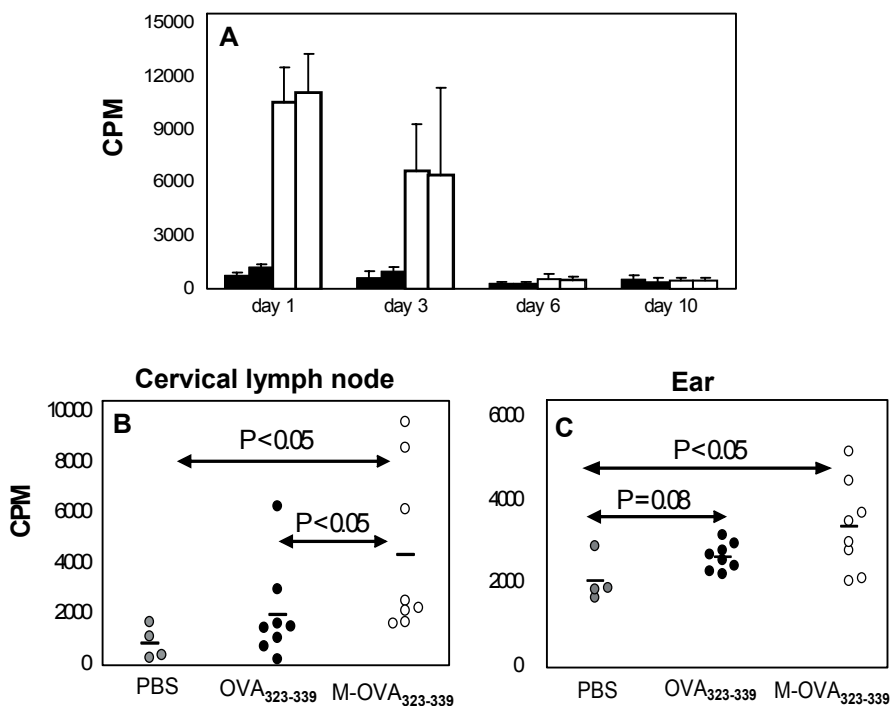 A
CPM
15000
12000
9000
6000
3000
0
day 1 day 3 day 6 day 10
Cervical lymph node
B
CPM
10000
8000
6000
4000
2000
0
P<0.05
P<0.05
PBS OVA323-339 M-OVA323-339
Ear
C
6000
4000
2000
0
P<0.05
P=0.08
PBS OVA323-339 M-OVA323-339